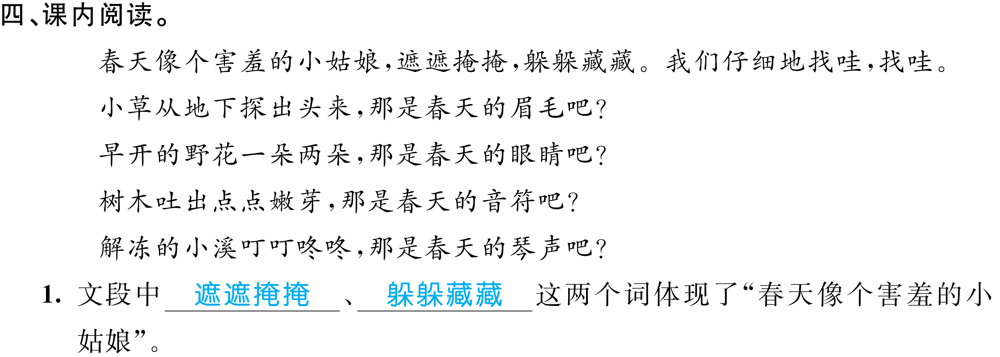 四、课内阅读。
春天像个害羞的小姑娘,遮遮掩掩,躲躲藏藏。我们仔细地找哇,找哇。
小草从地下探出头来,那是春天的眉毛吧?
早开的野花一朵两朵,那是春天的眼睛吧?
树木吐出点点嫩芽,那是春天的音符吧?
解冻的小溪叮叮咚咚,那是春天的琴声吧?
1. 文段中 遮遮掩掩 、 躲躲藏藏 这两个词体现了“春天像个害羞的小
姑娘”。